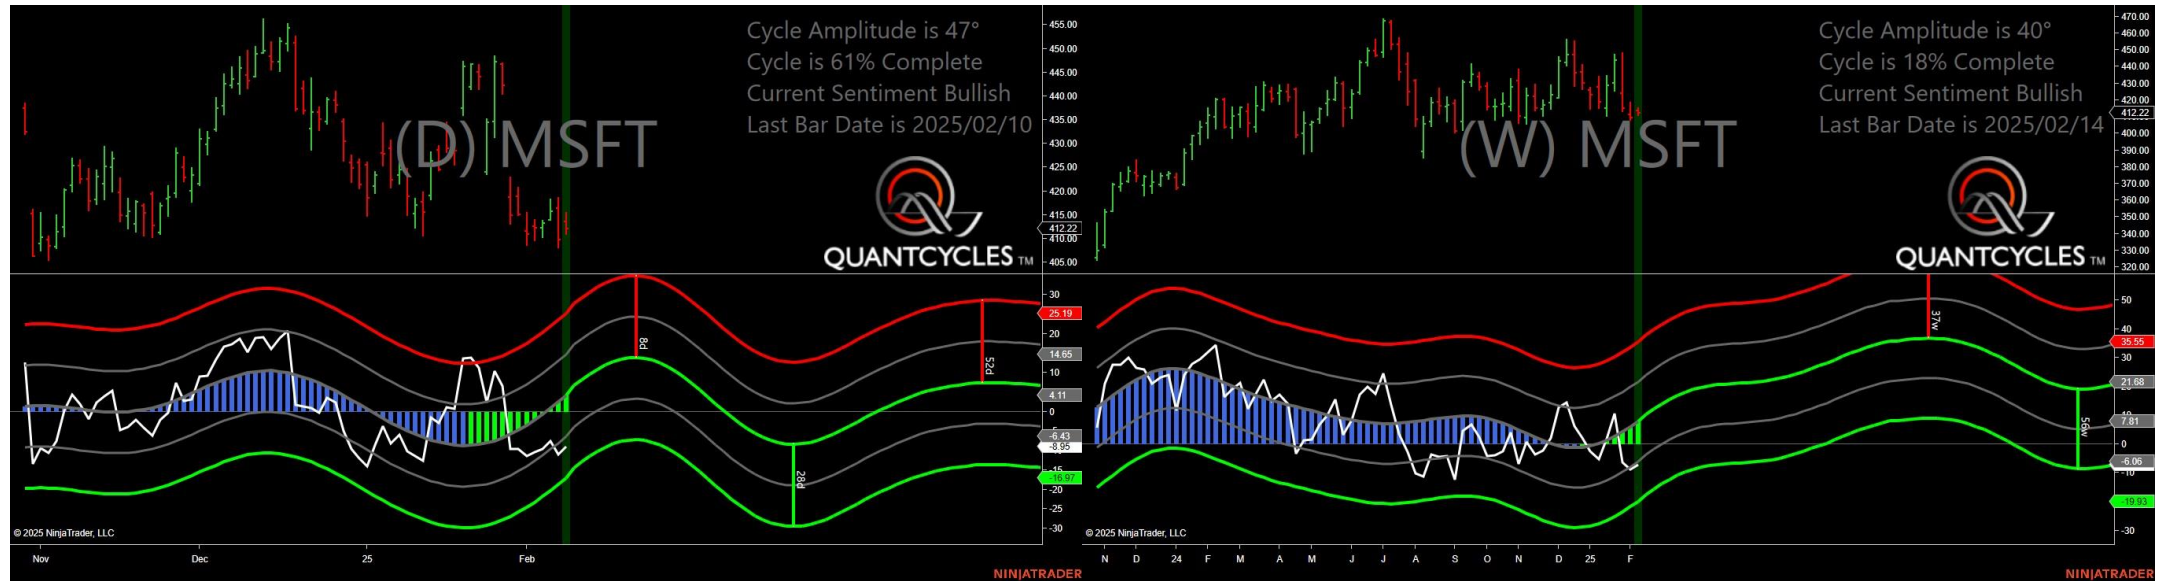 Cycle Amplitude is 47°
Cycle is 61% Complete
Current Sentiment Bullish
Last Bar Date is 2025/02/10
(D) MSFT
QUANTCYCLES TM
455.00
450.00
445.00
440.00
435.00
430.00
425.00
420.00
415.00
412.22
410.00
405.00
30
25.19
20
14.65
10
4.11
0
-6.43
-8.95
-15
-16.97
-20
-25
-30
8d
28d
52d
© 2025 NinjaTrader, LLC
Nov Dec 25 Feb
NINJATRADER
Cycle Amplitude is 40°
Cycle is 18% Complete
Current Sentiment Bullish
Last Bar Date is 2025/02/14
(W) MSFT
QUANTCYCLES TM
470.00
460.00
450.00
440.00
430.00
420.00
412.22
400.00
390.00
380.00
370.00
360.00
350.00
340.00
330.00
320.00
50
40
35.55
30
21.68
7.81
0
-6.06
-19.93
-30
37w
56w
© 2025 NinjaTrader, LLC
N D 24 F M A M J J A S O N D 25 F
NINJATRADER